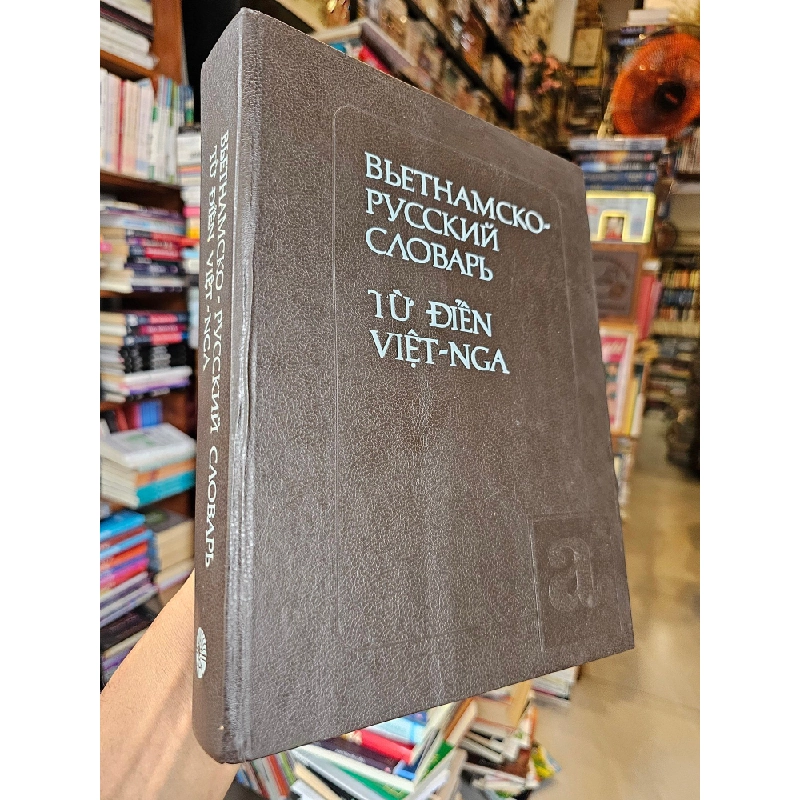 ВЬЕТНАМСКО-
РУССКИЙ
СЛОВАРЬ
TỪ ĐIỂN
VIỆT-NGA
ВЬЕТНАМСКО-РУССКИЙ СЛОВАРЬ
TỪ ĐIỂN VIỆT-NGA
a